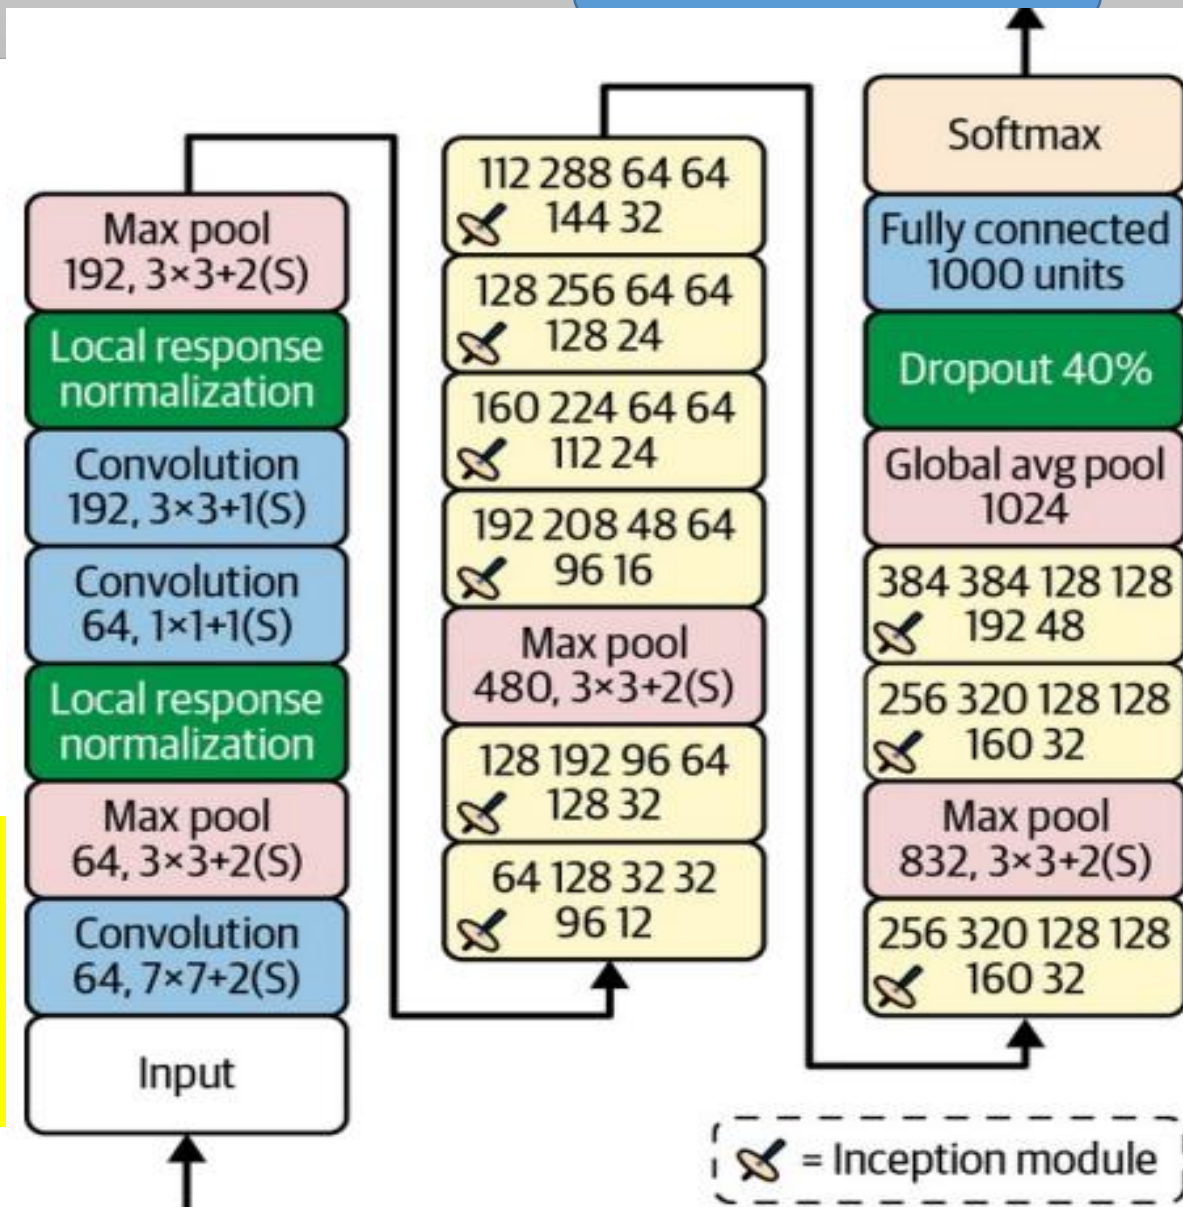 Max pool
192, 3×3+2(S)
Local response
normalization
Convolution
192, 3×3+1(S)
Convolution
64, 1×1+1(S)
Local response
normalization
Max pool
64, 3×3+2(S)
Convolution
64, 7×7+2(S)
Input
112 288 64 64
144 32
128 256 64 64
128 24
160 224 64 64
112 24
192 208 48 64
96 16
Max pool
480, 3×3+2(S)
128 192 96 64
128 32
64 128 32 32
96 12
Softmax
Fully connected
1000 units
Dropout 40%
Global avg pool
1024
384 384 128 128
192 48
256 320 128 128
160 32
Max pool
832, 3×3+2(S)
256 320 128 128
160 32
= Inception module